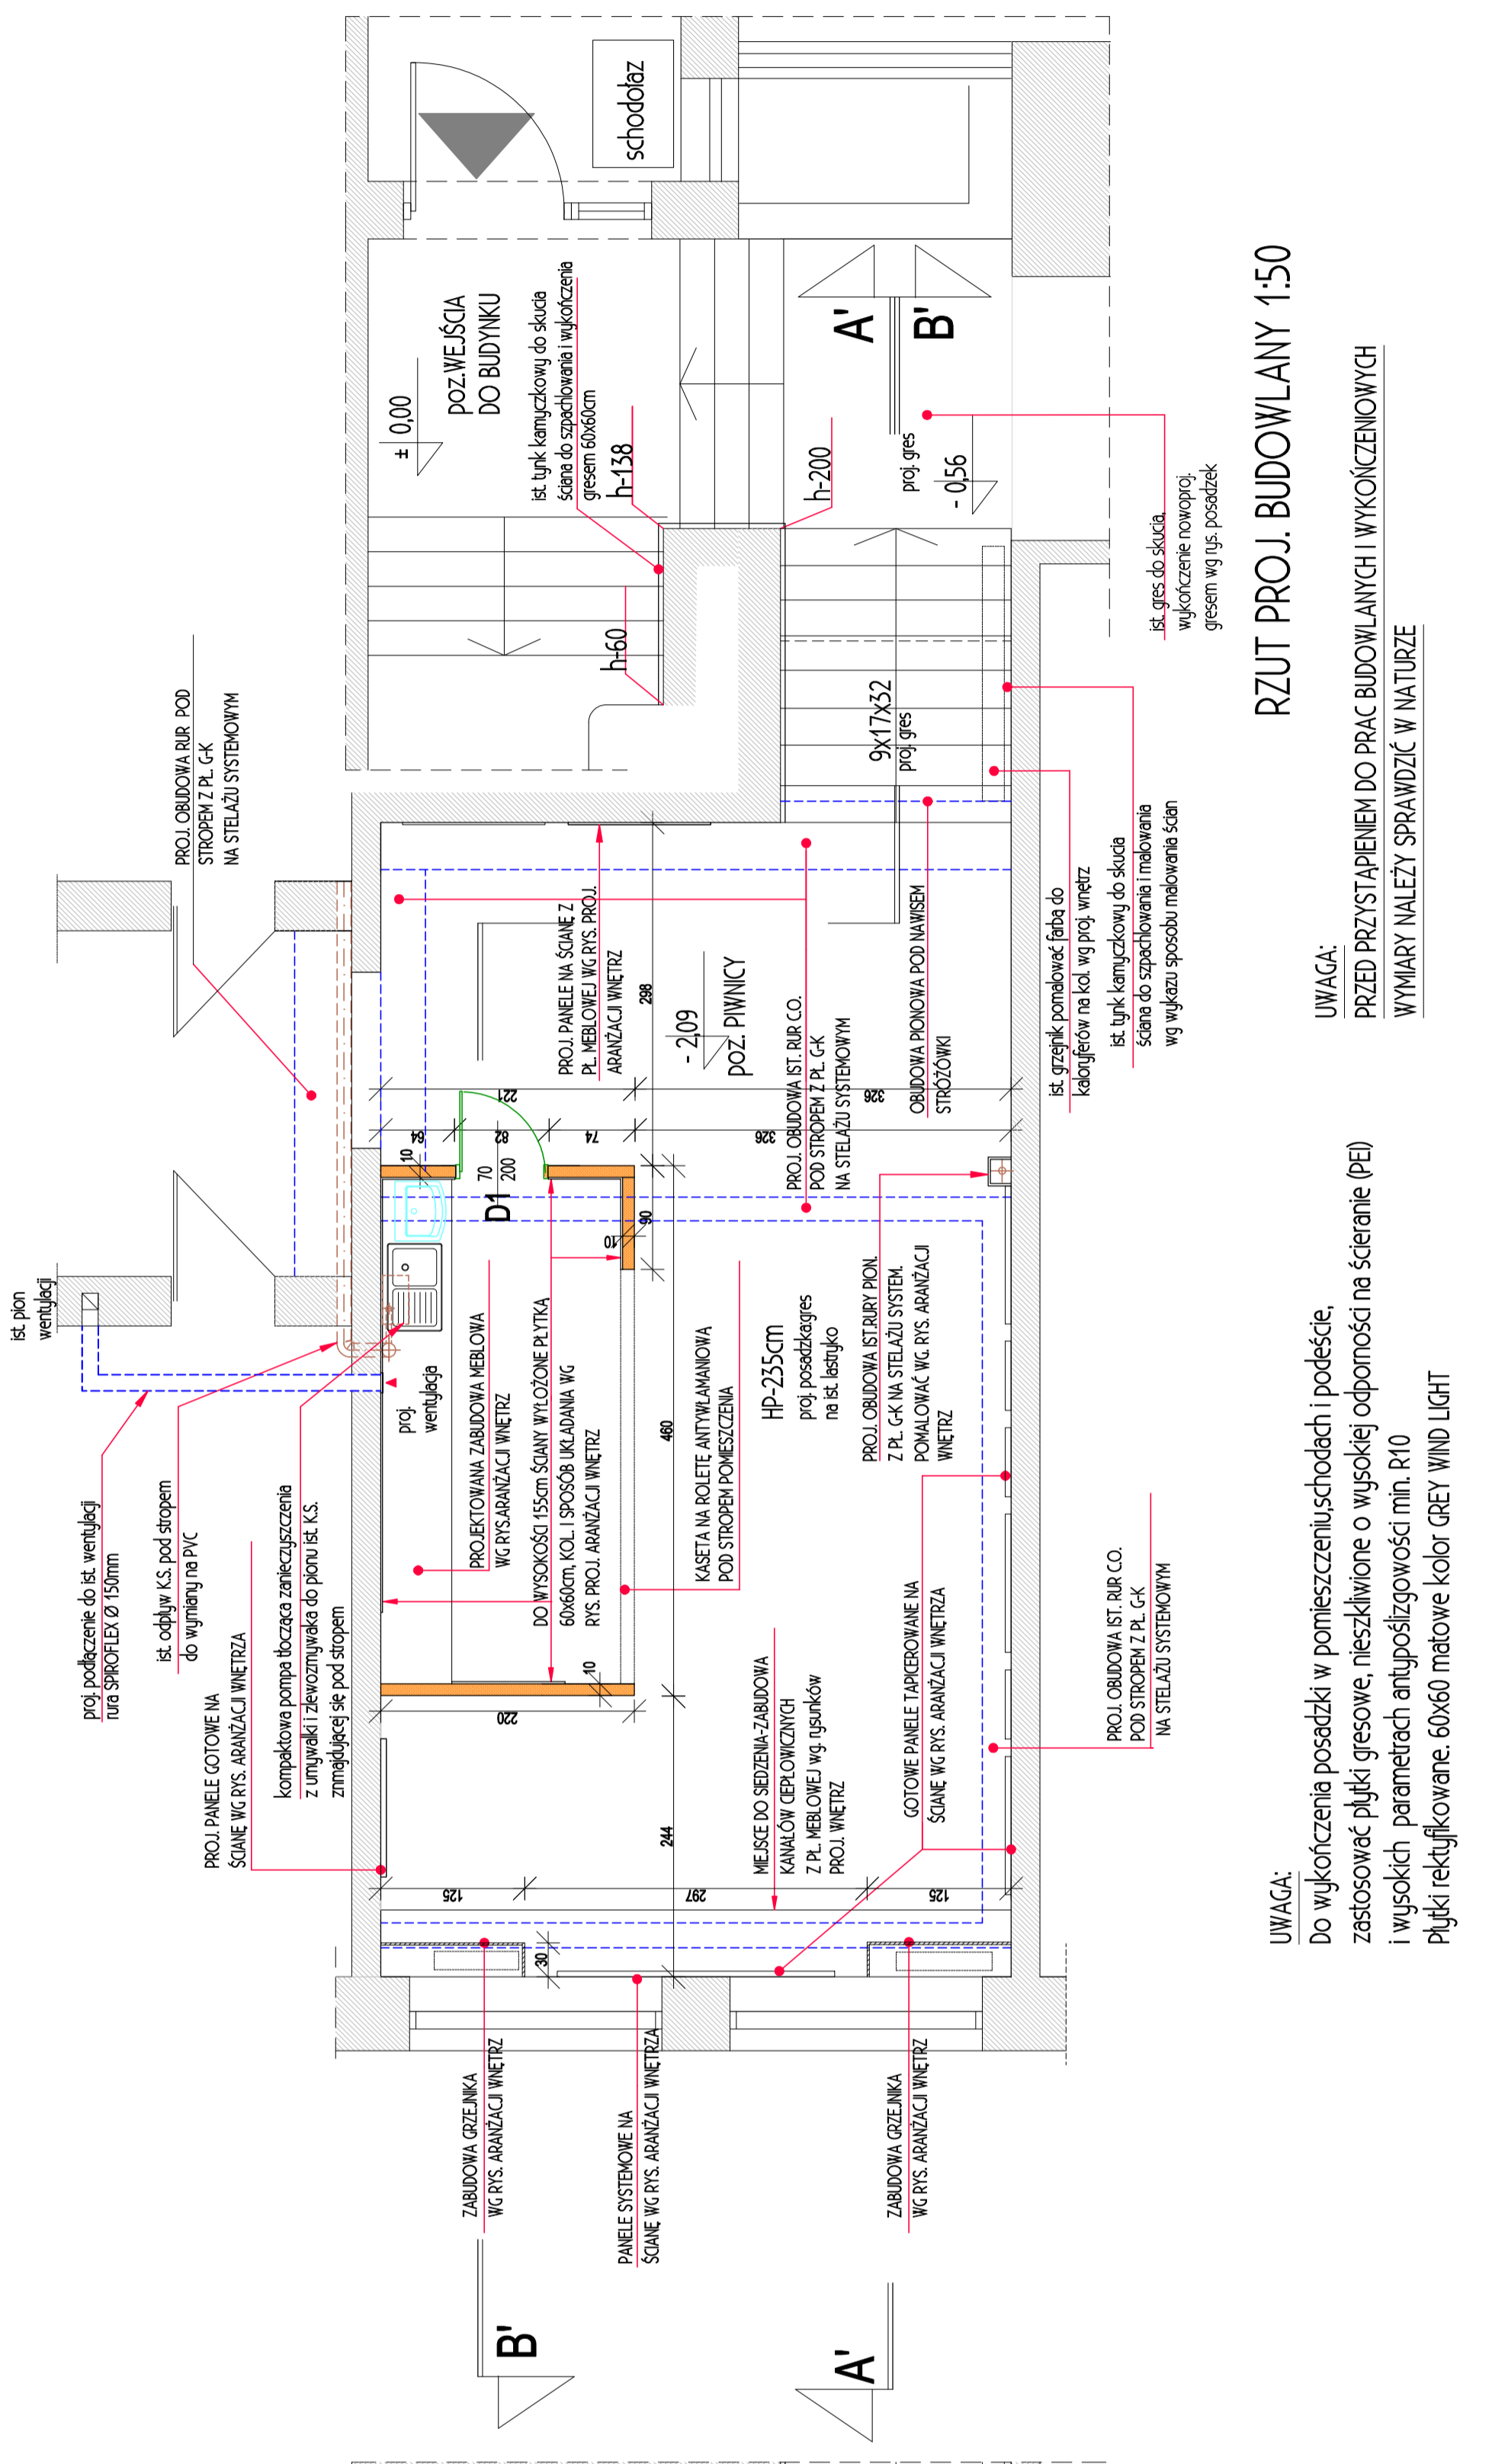 ist. pion
wentylacji
proj. podłączenie do ist. wentylacji
rura SPIROFLEX Ø 150mm
ist. odpływ K.S. pod stropem
do wymiany na PVC
kompaktowa pompa tłocząca zanieczyszczenia
z umywalki i zlewozmywaka do pionu ist. K.S.
znmajdującej się pod stropem
PROJ. PANELE GOTOWE NA
ŚCIANĘ WG RYS. ARANŻACJI WNĘTRZA
PROJ. OBUDOWA RUR POD
STROPEM Z PŁ. G-K
NA STELAŻU SYSTEMOWYM
schodołaz
± 0,00
poz.WEJŚCIA
DO BUDYNKU
ist. tynk kamyczkowy do skucia
ściana do szpachlowania i wykończenia
gresem 60x60cm
h-138
h-60
h-200
A'
B'
proj. gres
- 0,56
ist. gres do skucia,
wykończenie nowoproj.
gresem wg rys. posadzek
9x17x32
proj. gres
PROJ. PANELE NA ŚCIANĘ Z
PŁ. MEBLOWEJ WG RYS. PROJ.
ARANŻACJI WNĘTRZ
298
- 2,09
poz. PIWNICY
221
326
64
82
74
326
10
70
200
D1
90
10
PROJ. OBUDOWA IST. RUR C.O.
POD STROPEM Z PŁ. G-K
NA STELAŻU SYSTEMOWYM
OBUDOWA PIONOWA POD NAWISEM
STRÓŻÓWKI
ist. grzejnik pomalować farbą do
kaloryferów na kol. wg proj. wnętrz
ist. tynk kamyczkowy do skucia
ściana do szpachlowania i malowania
wg wykazu sposobu malowania ścian
proj.
wentylacja
PROJEKTOWANA ZABUDOWA MEBLOWA
WG RYS.ARANŻACJI WNĘTRZ
DO WYSOKOŚCI 155cm ŚCIANY WYŁOŻONE PŁYTKĄ
60x60cm, KOL. I SPOSÓB UKŁADANIA WG
RYS. PROJ. ARANŻACJI WNĘTRZ
KASETA NA ROLETĘ ANTYWŁAMANIOWĄ
POD STROPEM POMIESZCZENIA
460
HP-235cm
proj. posadzka:gres
na ist. lastryko
PROJ. OBUDOWA IST.RURY PION.
Z PŁ. G-K NA STELAŻU SYSTEM.
POMALOWAĆ WG. RYS. ARANŻACJI
WNĘTRZ
10
220
244
MIEJSCE DO SIEDZENIA-ZABUDOWA
KANAŁÓW CIEPŁOWICZNYCH
Z PŁ. MEBLOWEJ wg. rysunków
PROJ. WNĘTRZ
GOTOWE PANELE TAPICEROWANE NA
ŚCIANĘ WG RYS. ARANŻACJI WNĘTRZA
PROJ. OBUDOWA IST. RUR C.O.
POD STROPEM Z PŁ. G-K
NA STELAŻU SYSTEMOWYM
125
297
125
30
ZABUDOWA GRZEJNIKA
WG RYS. ARANŻACJI WNĘTRZ
PANELE SYSTEMOWE NA
ŚCIANĘ WG RYS. ARANŻACJI WNĘTRZA
ZABUDOWA GRZEJNIKA
WG RYS. ARANŻACJI WNĘTRZ
B'
A'
RZUT PROJ. BUDOWLANY 1:50
UWAGA:
PRZED PRZYSTĄPIENIEM DO PRAC BUDOWLANYCH I WYKOŃCZENIOWYCH
WYMIARY NALEŻY SPRAWDZIĆ W NATURZE
UWAGA:
Do wykończenia posadzki w pomieszczeniu,schodach i podeście,
zastosować płytki gresowe, nieszkliwione o wysokiej odporności na ścieranie (PEI)
i wysokich parametrach antypoślizgowości min. R10
Płytki rektyfikowane. 60x60 matowe kolor GREY WIND LIGHT